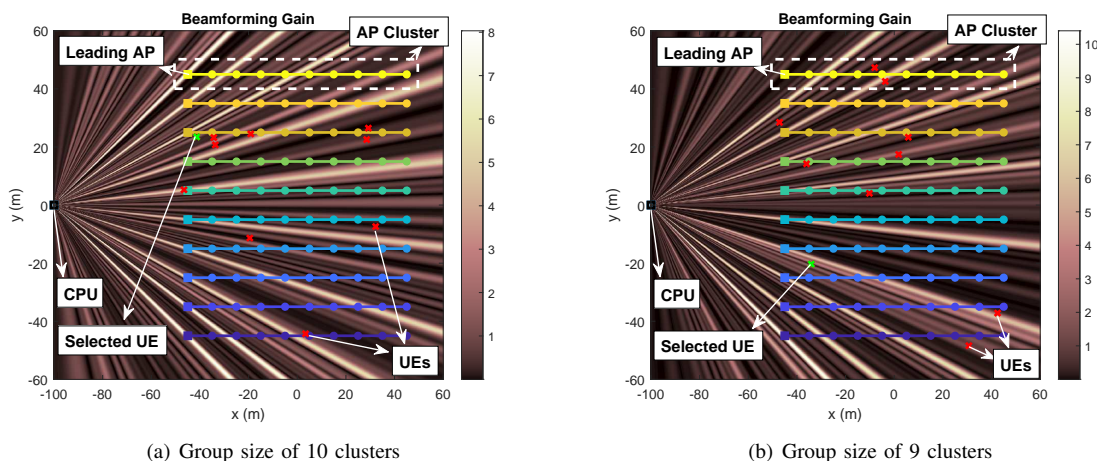 Beamforming Gain
60
40
20
0
-20
-40
-60
y (m)
-100
-80
-60
-40
-20
0
20
40
60
x (m)
Leading AP
AP Cluster
CPU
Selected UE
UEs
8
7
6
5
4
3
2
1
(a) Group size of 10 clusters
Beamforming Gain
60
40
20
0
-20
-40
-60
y (m)
-100
-80
-60
-40
-20
0
20
40
60
x (m)
Leading AP
AP Cluster
CPU
Selected UE
UEs
10
9
8
7
6
5
4
3
2
1
(b) Group size of 9 clusters